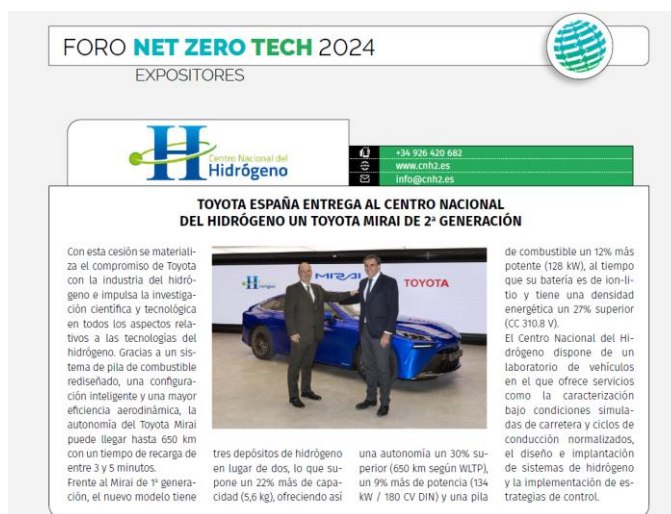 FORO NET ZERO TECH 2024
EXPOSITORES
H
Centro Nacional del
Hidrógeno
+34 926 420 682
www.cnh2.es
info@cnh2.es
TOYOTA ESPAÑA ENTREGA AL CENTRO NACIONAL
DEL HIDRÓGENO UN TOYOTA MIRAI DE 2ª GENERACIÓN
Con esta cesión se materiali-
za el compromiso de Toyota
con la industria del hidró-
geno e impulsa la investiga-
ción científica y tecnológica
en todos los aspectos rela-
tivos a las tecnologías del
hidrógeno. Gracias a un sis-
tema de pila de combustible
rediseñado, una configura-
ción inteligente y una mayor
eficiencia aerodinámica, la
autonomía del Toyota Mirai
puede llegar hasta 650 km
con un tiempo de recarga de
entre 3 y 5 minutos.
Frente al Mirai de 1ª genera-
ción, el nuevo modelo tiene
H
Hidrógeno
MIRAI
TOYOTA
tres depósitos de hidrógeno
en lugar de dos, lo que su-
pone un 22% más de capa-
cidad (5,6 kg), ofreciendo así
una autonomía un 30% su-
perior (650 km según WLTP),
un 9% más de potencia (134
kW / 180 CV DIN) y una pila
de combustible un 12% más
potente (128 kW), al tiempo
que su batería es de ion-li-
tio y tiene una densidad
energética un 27% superior
(CC 310.8 V).
El Centro Nacional del Hi-
drógeno dispone de un
laboratorio de vehículos
en el que ofrece servicios
como la caracterización
bajo condiciones simula-
das de carretera y ciclos de
conducción normalizados,
el diseño e implantación
de sistemas de hidrógeno
y la implementación de es-
trategias de control.